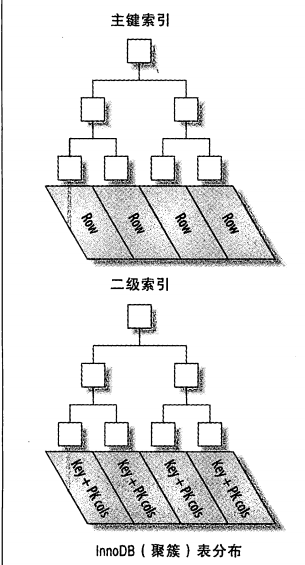 主键索引
Row
Row
Row
Row
二级索引
Key + PK cols
Key + PK cols
Key + PK cols
Key + PK cols
InnoDB（聚簇）表分布